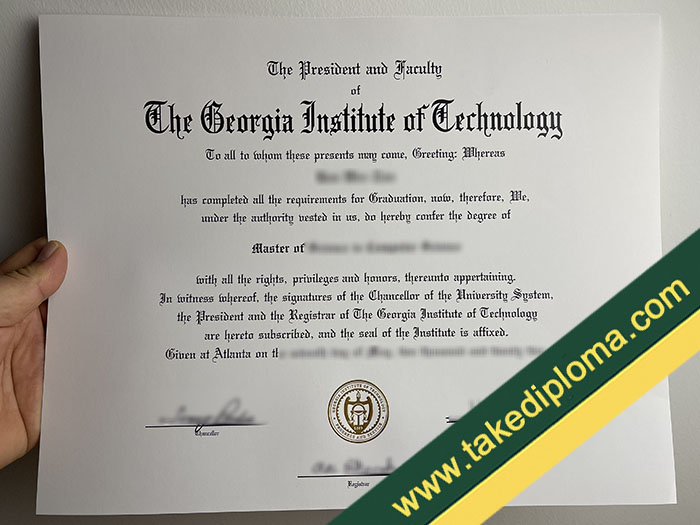 The President and Faculty
of
The Georgia Institute of Technology
To all to whom these presents may come, Greeting: Whereas
has completed all the requirements for Graduation, now, therefore, We,
under the authority vested in us, do hereby confer the degree of
Master of
with all the rights, privileges and honors, thereunto appertaining.
In witness whereof, the signatures of the Chancellor of the University System,
the President and the Registrar of The Georgia Institute of Technology
are hereto subscribed, and the seal of the Institute is affixed.
Given at Atlanta on
Chancellor
Registrar
www.takediploma.com